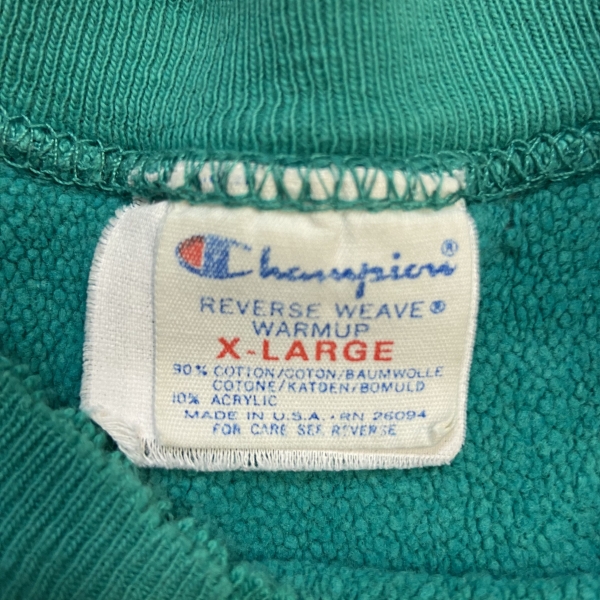 Champion®
REVERSE WEAVE®
WARMUP
X-LARGE
90% COTTON/COTON/BAUMWOLLE
COTONE/KATOEN/BOMULD
10% ACRYLIC
MADE IN U.S.A. · RN 26094
FOR CARE SEE REVERSE